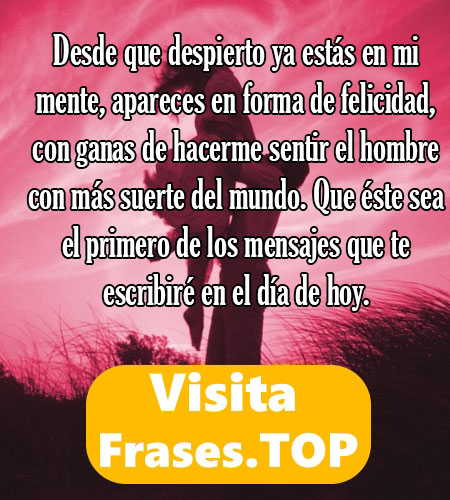 Desde que despierto ya estás en mi
mente, apareces en forma de felicidad,
con ganas de hacerme sentir el hombre
con más suerte del mundo. Que éste sea
el primero de los mensajes que te
escribiré en el día de hoy.
Visita
Frases.TOP